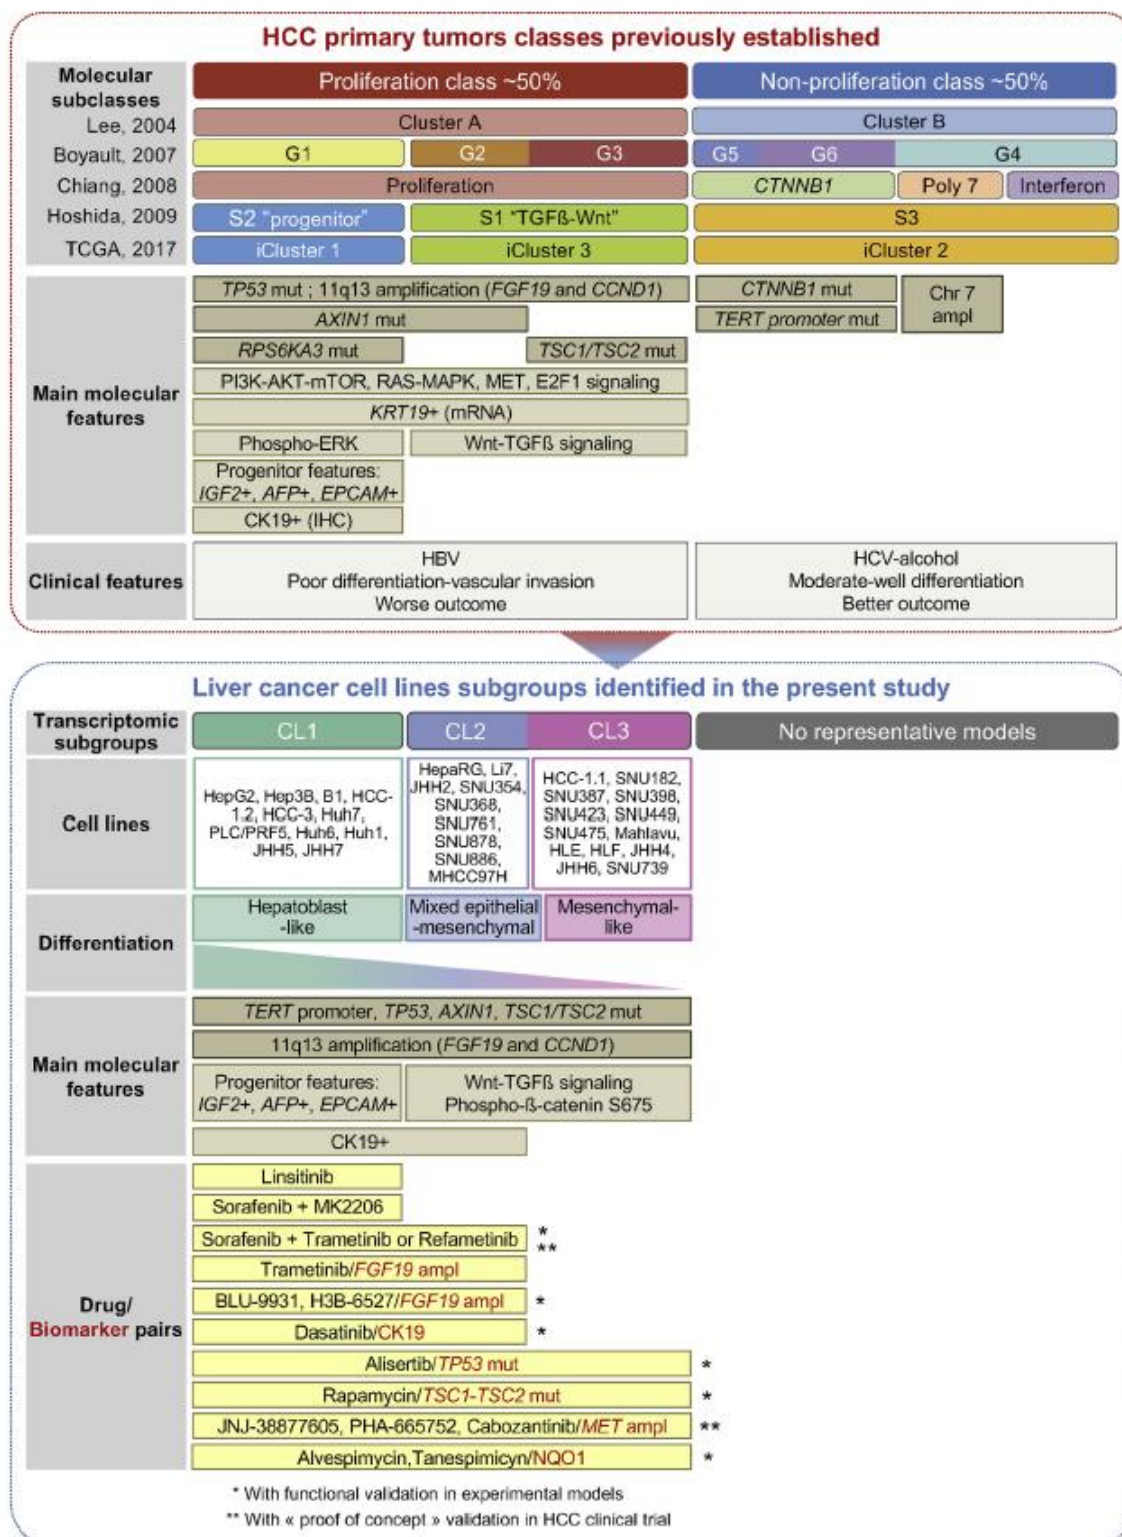 HCC primary tumors classes previously established
Molecular
subclasses
Proliferation class ~50%
Non-proliferation class ~50%
Lee, 2004
Cluster A
Cluster B
Boyault, 2007
G1
G2
G3
G5
G6
G4
Chiang, 2008
Proliferation
CTNNB1
Poly 7
Interferon
Hoshida, 2009
S2 "progenitor"
S1 "TGFß-Wnt"
S3
TCGA, 2017
iCluster 1
iCluster 3
iCluster 2
Main molecular
features
TP53 mut ; 11q13 amplification (FGF19 and CCND1)
CTNNB1 mut
Chr 7
ampl
AXIN1 mut
TERT promoter mut
RPS6KA3 mut
TSC1/TSC2 mut
PI3K-AKT-mTOR, RAS-MAPK, MET, E2F1 signaling
KRT19+ (mRNA)
Phospho-ERK
Wnt-TGFß signaling
Progenitor features:
IGF2+, AFP+, EPCAM+
CK19+ (IHC)
Clinical features
HBV
Poor differentiation-vascular invasion
Worse outcome
HCV-alcohol
Moderate-well differentiation
Better outcome
Liver cancer cell lines subgroups identified in the present study
Transcriptomic
subgroups
CL1
CL2
CL3
No representative models
Cell lines
HepG2, Hep3B, B1, HCC-
1.2, HCC-3, Huh7,
PLC/PRF5, Huh6, Huh1,
JHH5, JHH7
HepaRG, Li7,
JHH2, SNU354,
SNU368,
SNU761,
SNU878,
SNU886,
MHCC97H
HCC-1.1, SNU182,
SNU387, SNU398,
SNU423, SNU449,
SNU475, Mahlavu,
HLE, HLF, JHH4,
JHH6, SNU739
Differentiation
Hepatoblast
-like
Mixed epithelial
-mesenchymal
Mesenchymal-
like
Main molecular
features
TERT promoter, TP53, AXIN1, TSC1/TSC2 mut
11q13 amplification (FGF19 and CCND1)
Progenitor features:
IGF2+, AFP+, EPCAM+
Wnt-TGFß signaling
Phospho-ß-catenin S675
CK19+
Drug/
Biomarker pairs
Linsitinib
Sorafenib + MK2206
Sorafenib + Trametinib or Refametinib
*
**
Trametinib/FGF19 ampl
BLU-9931, H3B-6527/FGF19 ampl *
Dasatinib/CK19 *
Alisertib/TP53 mut *
Rapamycin/TSC1-TSC2 mut *
JNJ-38877605, PHA-665752, Cabozantinib/MET ampl **
Alvespimycin,Tanespimicyn/NQO1 *
* With functional validation in experimental models
** With « proof of concept » validation in HCC clinical trial